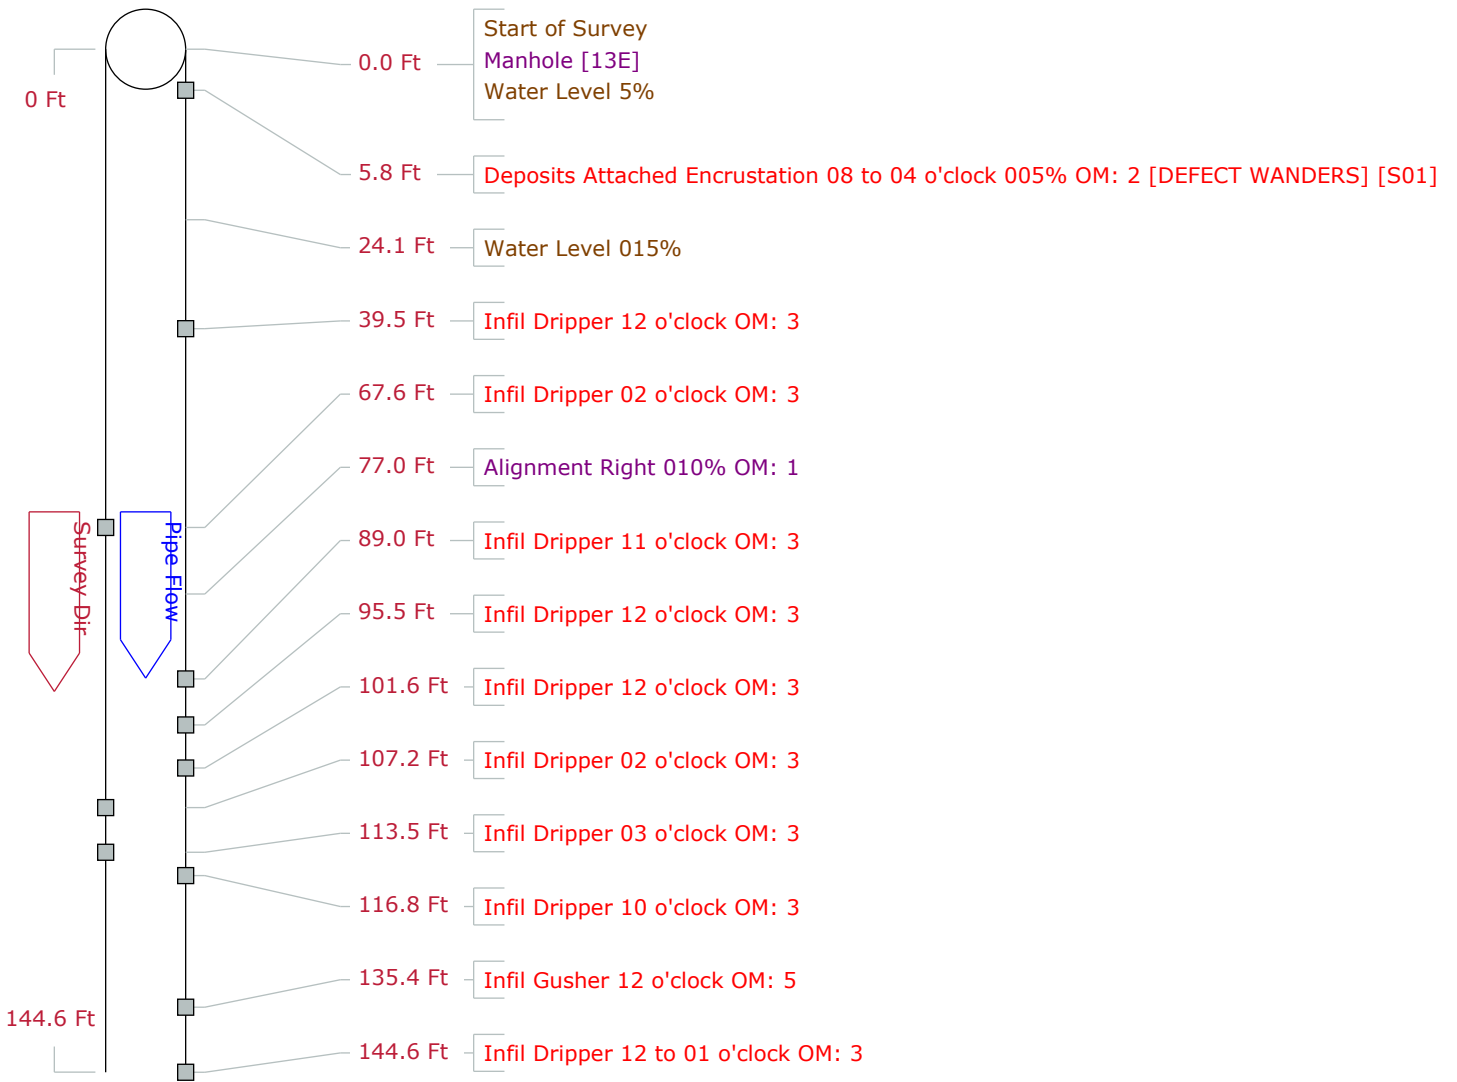 0 Ft
0.0 Ft
Start of Survey
Manhole [13E]
Water Level 5%
5.8 Ft
Deposits Attached Encrustation 08 to 04 o'clock 005% OM: 2 [DEFECT WANDERS] [S01]
24.1 Ft
Water Level 015%
39.5 Ft
Infil Dripper 12 o'clock OM: 3
67.6 Ft
Infil Dripper 02 o'clock OM: 3
77.0 Ft
Alignment Right 010% OM: 1
Survey Dir
Pipe Flow
89.0 Ft
Infil Dripper 11 o'clock OM: 3
95.5 Ft
Infil Dripper 12 o'clock OM: 3
101.6 Ft
Infil Dripper 12 o'clock OM: 3
107.2 Ft
Infil Dripper 02 o'clock OM: 3
113.5 Ft
Infil Dripper 03 o'clock OM: 3
116.8 Ft
Infil Dripper 10 o'clock OM: 3
135.4 Ft
Infil Gusher 12 o'clock OM: 5
144.6 Ft
144.6 Ft
Infil Dripper 12 to 01 o'clock OM: 3